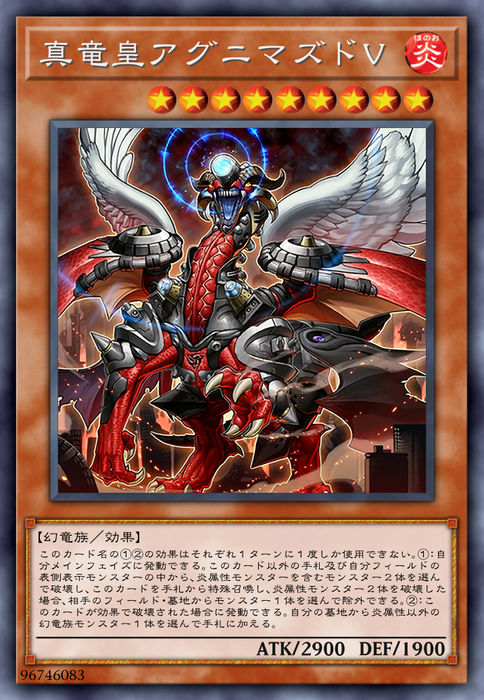 真竜皇アグニマズドV
ほのお
炎
【幻竜族／効果】
このカード名の①②の効果はそれぞれ１ターンに１度しか使用できない。①：自
分メインフェイズに発動できる。このカード以外の手札及び自分フィールドの
表側表示モンスターの中から、炎属性モンスターを含むモンスター２体を選ん
で破壊し、このカードを手札から特殊召喚し、炎属性モンスター２体を破壊した
場合、相手のフィールド・墓地からモンスター１体を選んで除外できる。②：こ
のカードが効果で破壊された場合に発動できる。自分の墓地から炎属性以外の
幻竜族モンスター１体を選んで手札に加える。
ATK/2900 DEF/1900
96746083